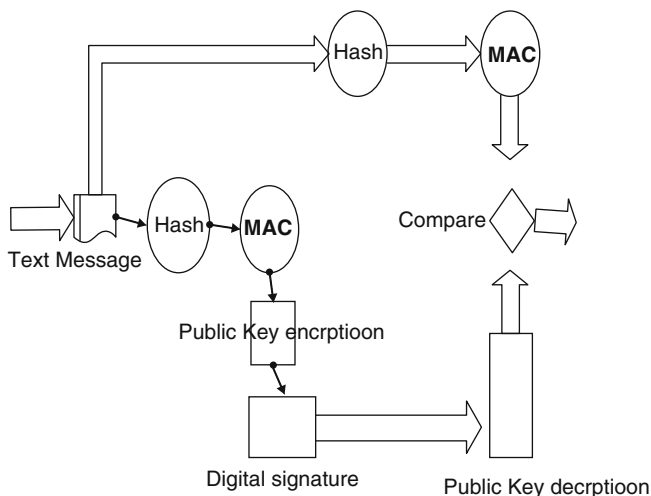 Hash
MAC
Hash
MAC
Compare
Text Message
Public Key encrptioon
Digital signature
Public Key decrptioon